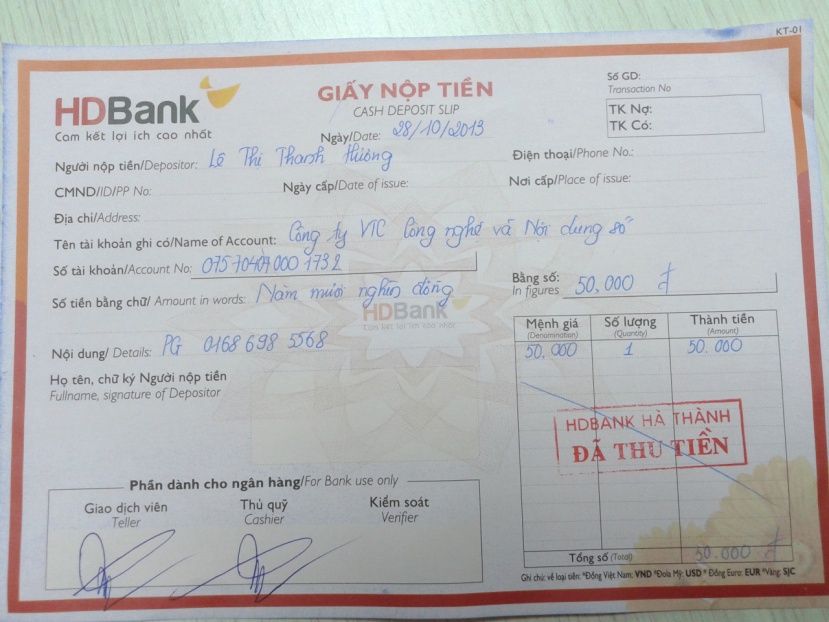 KT-01
HDBank
Cam kết lợi ích cao nhất
GIẤY NỘP TIỀN
CASH DEPOSIT SLIP
Ngày/Date: 28/10/2013
Số GD:
Transaction No
TK Nợ:
TK Có:
Người nộp tiền/Depositor: Lê Thị Thanh Hương
Điện thoại/Phone No.:
CMND/ID/PP No:
Ngày cấp/Date of issue:
Nơi cấp/Place of issue:
Địa chỉ/Address:
Tên tài khoản ghi có/Name of Account: Công ty VTC Công nghệ và Nội dung số
Số tài khoản/Account No:
Số tiền bằng chữ/ Amount in words: Năm mươi nghìn đồng
Bằng số: 50,000 đ
In figures
HDBank
Cam kết lợi ích cao nhất
Nội dung/ Details: PG 0168 698 5568
Họ tên, chữ ký Người nộp tiền
Fullname, signature of Depositor
Mệnh giá Số lượng Thành tiền
(Denomination) (Quantity) (Amount)
50,000 1 50.000
HDBANK HÀ THÀNH
ĐÃ THU TIỀN
Tổng số (Total) 50.000 đ
Ghi chú: về loại tiền: *Đồng Việt Nam: VND *Đola Mỹ: USD * Đồng Euro: EUR *Vàng: SJC
Phần dành cho ngân hàng/For Bank use only
Giao dịch viên Thủ quỹ Kiểm soát
Teller Cashier Verifier